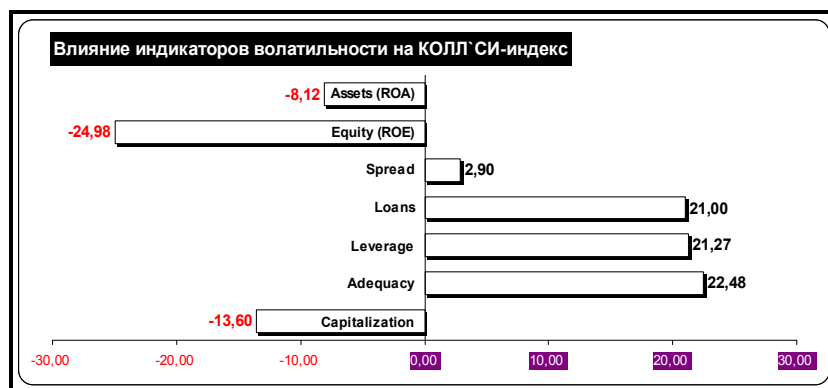 Влияние индикаторов волатильности на КОЛЛ`СИ-индекс
-8,12 Assets (ROA)
-24,98 Equity (ROE)
Spread 2,90
Loans 21,00
Leverage 21,27
Adequacy 22,48
-13,60 Capitalization
-30,00 -20,00 -10,00 0,00 10,00 20,00 30,00